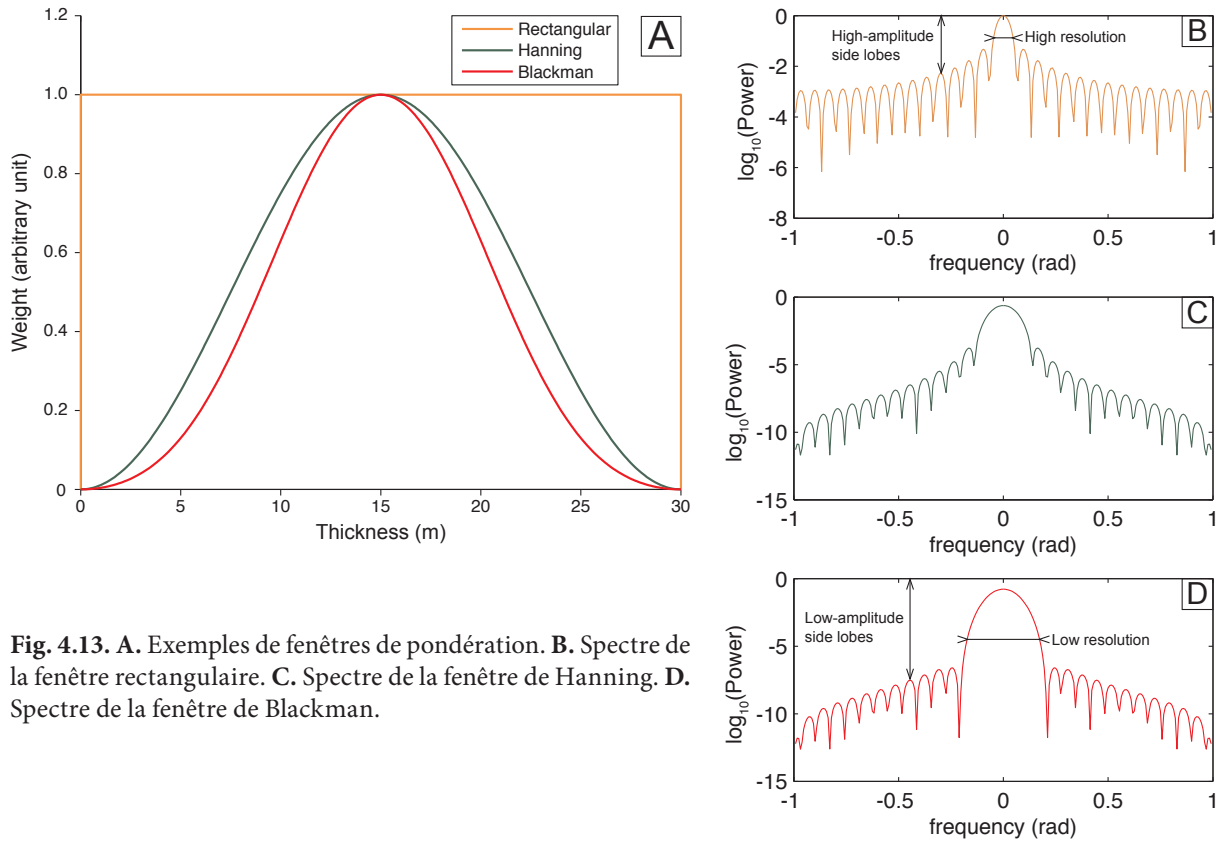 1.2
1.0
0.8
0.6
0.4
0.2
0
Weight (arbitrary unit)
0 5 10 15 20 25 30
Thickness (m)
Rectangular
Hanning
Blackman
A
B
High-amplitude
side lobes
High resolution
0
-2
-4
-6
-8
log10(Power)
-1 -0.5 0 0.5 1
frequency (rad)
C
0
-5
-10
-15
log10(Power)
-1 -0.5 0 0.5 1
frequency (rad)
D
Low-amplitude
side lobes
Low resolution
0
-5
-10
-15
log10(Power)
-1 -0.5 0 0.5 1
frequency (rad)
Fig. 4.13. A. Exemples de fenêtres de pondération. B. Spectre de
la fenêtre rectangulaire. C. Spectre de la fenêtre de Hanning. D.
Spectre de la fenêtre de Blackman.